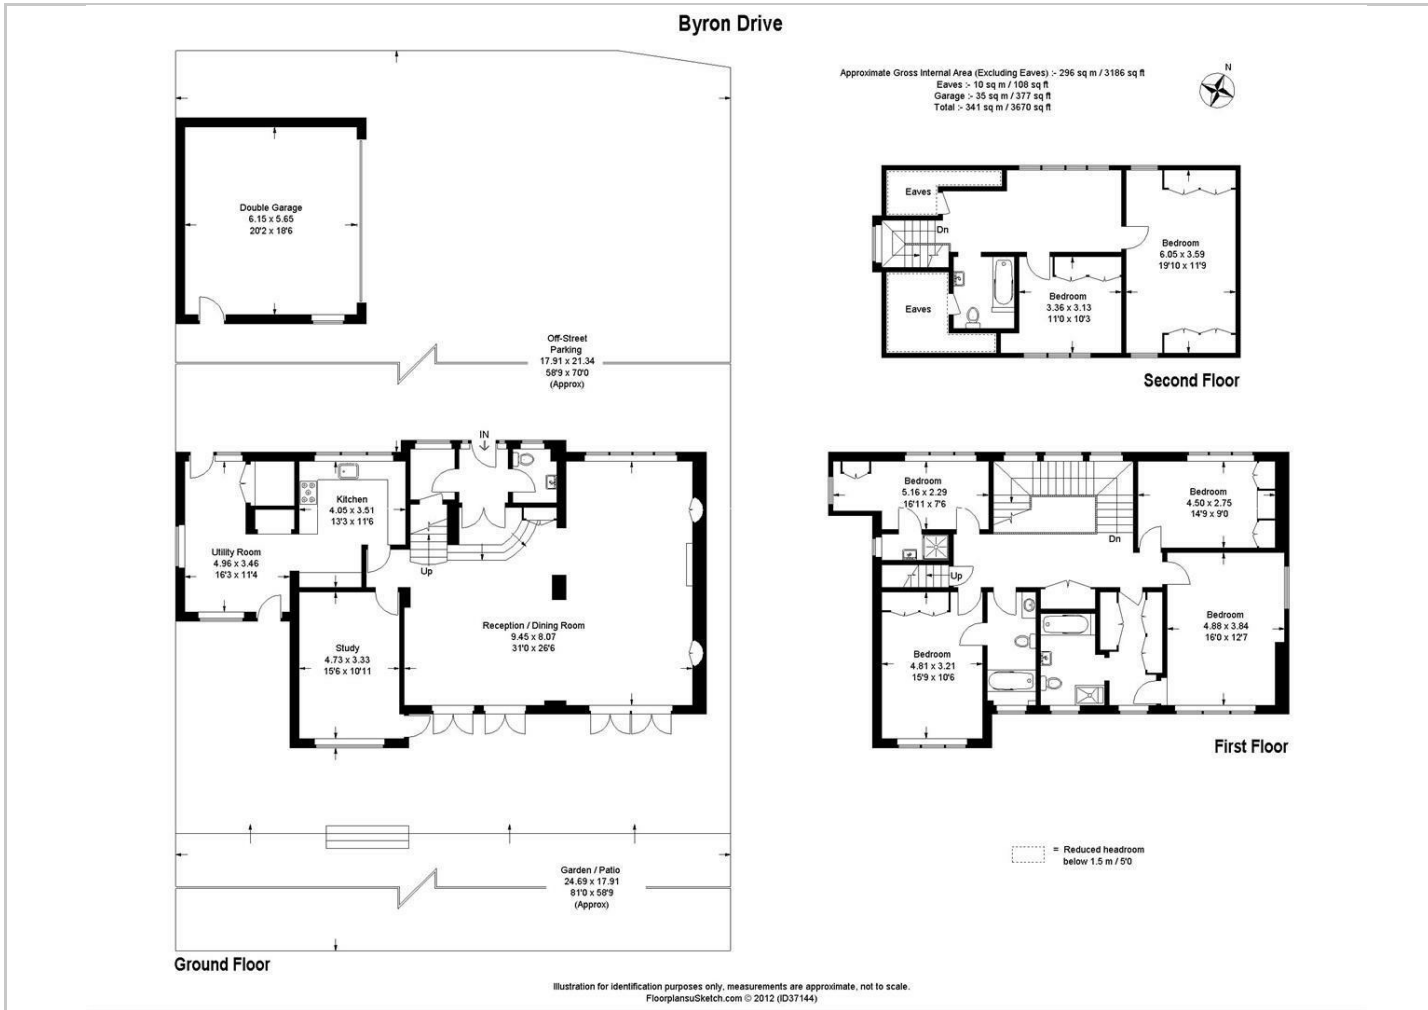 Byron Drive
Approximate Gross Internal Area (Excluding Eaves) :- 296 sq m / 3186 sq ft
Eaves :- 10 sq m / 108 sq ft
Garage :- 35 sq m / 377 sq ft
Total :- 341 sq m / 3670 sq ft
N
Double Garage
6.15 x 5.65
20'2 x 18'6
Off-Street
Parking
17.91 x 21.34
58'9 x 70'0
(Approx)
Eaves
Dn
Eaves
Bedroom
3.36 x 3.13
11'0 x 10'3
Bedroom
6.05 x 3.59
19'10 x 11'9
Second Floor
IN
Kitchen
4.05 x 3.51
13'3 x 11'6
Utility Room
4.96 x 3.46
16'3 x 11'4
Up
Reception / Dining Room
9.45 x 8.07
31'0 x 26'6
Study
4.73 x 3.33
15'6 x 10'11
Bedroom
5.16 x 2.29
16'11 x 7'6
Bedroom
4.50 x 2.75
14'9 x 9'0
Dn
Up
Bedroom
4.88 x 3.84
16'0 x 12'7
Bedroom
4.81 x 3.21
15'9 x 10'6
First Floor
= Reduced headroom
below 1.5 m / 5'0
Garden / Patio
24.69 x 17.91
81'0 x 58'9
(Approx)
Ground Floor
Illustration for identification purposes only, measurements are approximate, not to scale.
FloorplansuSketch.com © 2012 (ID37144)